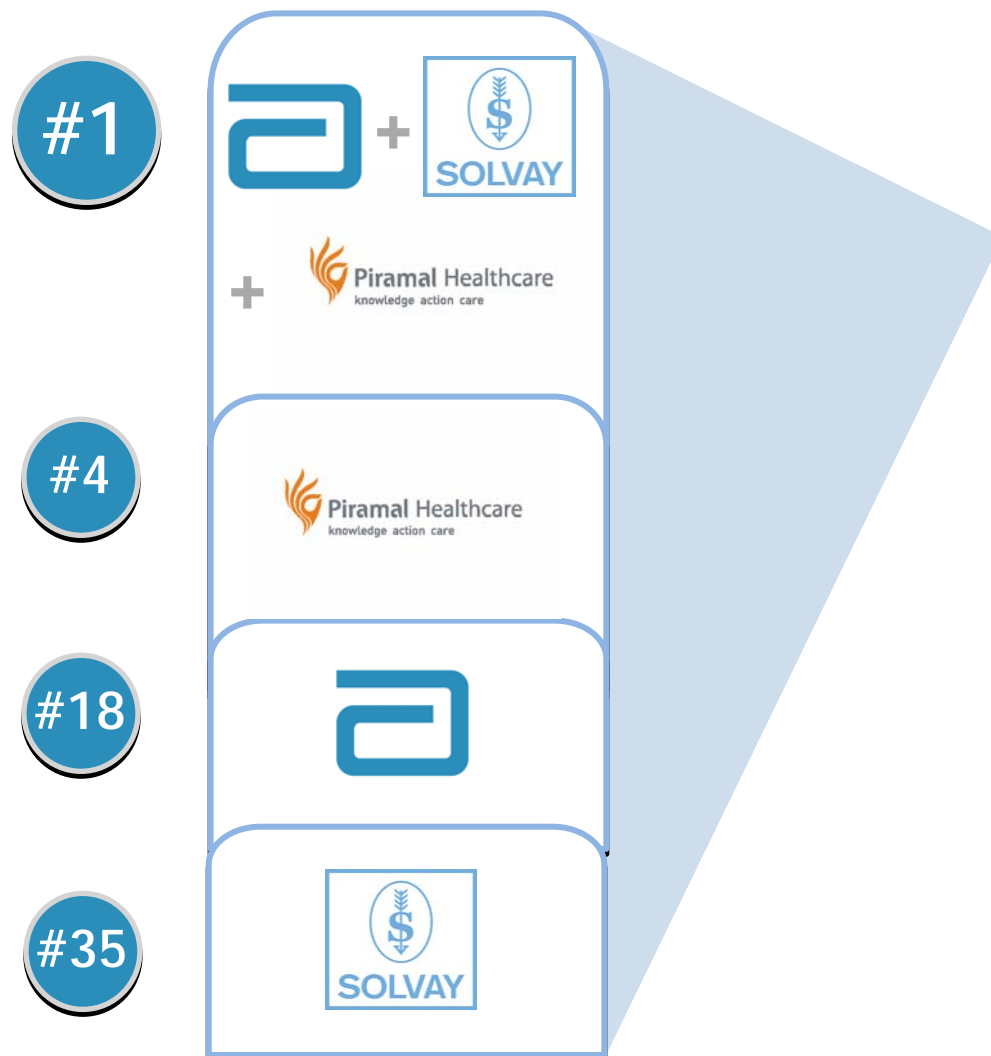 #1
+
S
SOLVAY
+
Piramal Healthcare
knowledge action care
#4
Piramal Healthcare
knowledge action care
#18
#35
S
SOLVAY